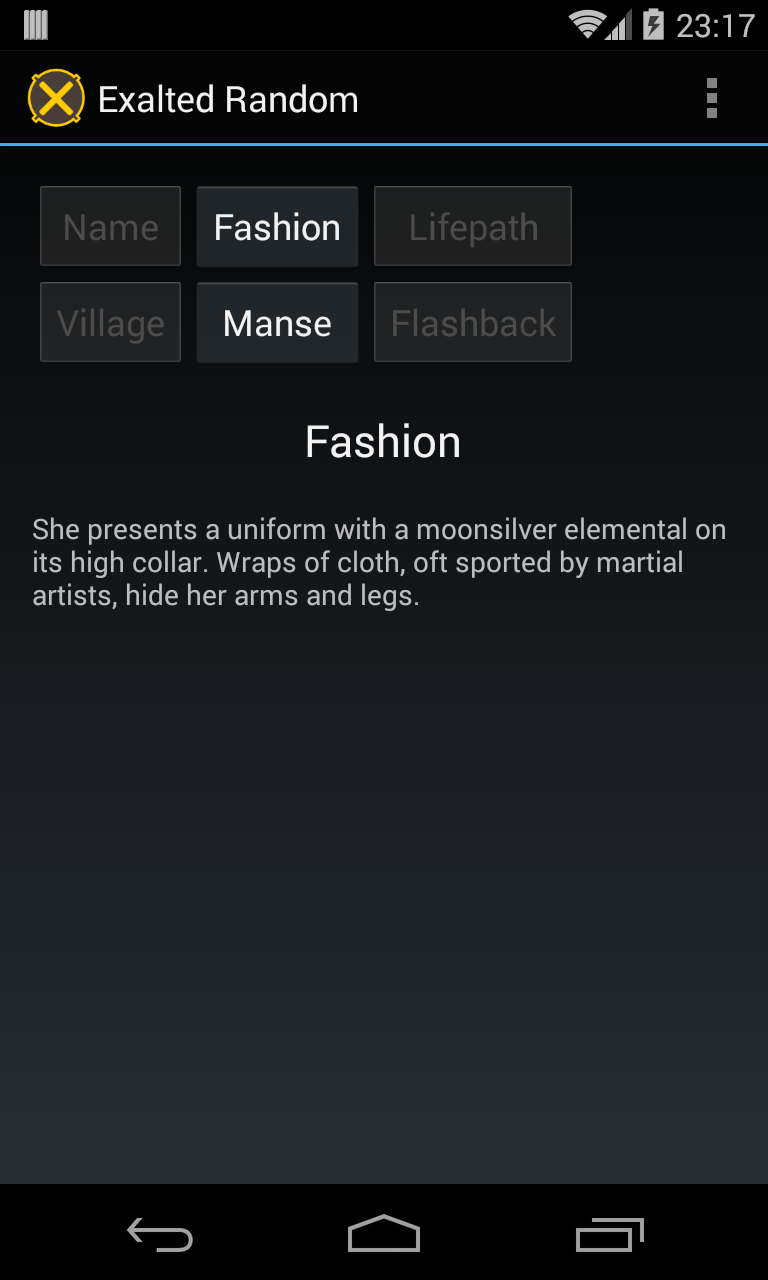 23:17
Exalted Random
Name Fashion Lifepath
Village Manse Flashback
Fashion
She presents a uniform with a moonsilver elemental on
its high collar. Wraps of cloth, oft sported by martial
artists, hide her arms and legs.